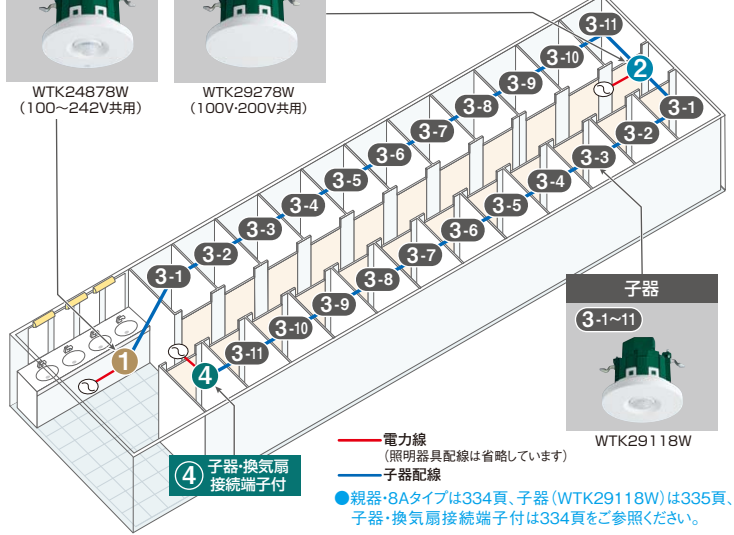 WTK24878W
（100〜242V共用）
WTK29278W
（100V・200V共用）
3-11
2
3-10
3-1
3-9
3-2
3-8
3-3
3-7
3-4
3-6
3-5
3-5
3-6
3-4
3-7
3-3
3-8
3-2
3-9
3-1
3-10
3-11
1
4
子器
3-1〜11
WTK29118W
④ 子器・換気扇
接続端子付
電力線
（照明器具配線は省略しています）
子器配線
●親器・8Aタイプは334頁、子器（WTK29118W）は335頁、
子器・換気扇接続端子付は334頁をご参照ください。